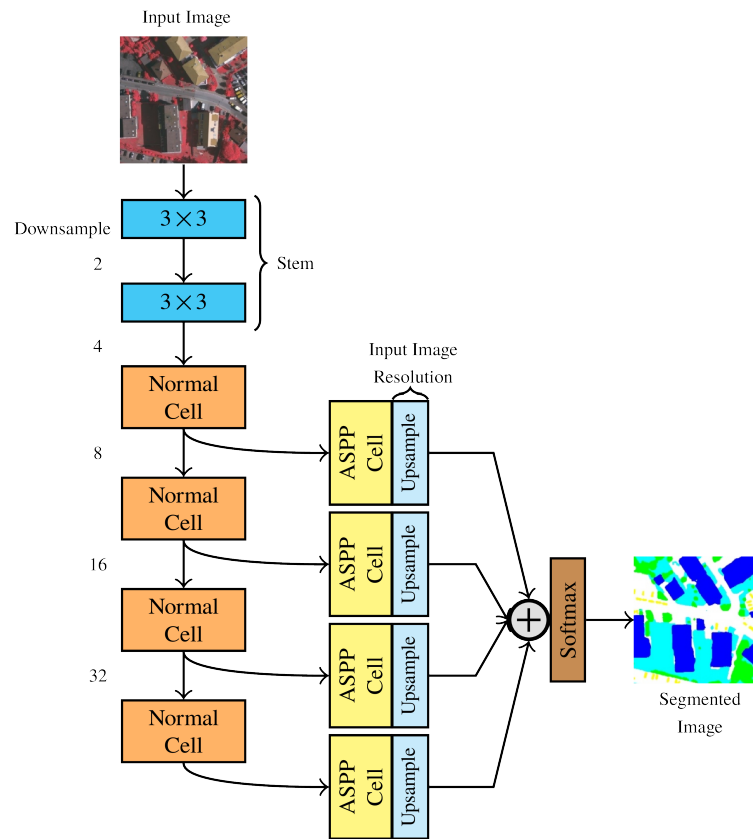 Input Image
3×3
Downsample
2
Stem
3×3
4
Input Image
Resolution
Normal
Cell
ASPP
Cell
Upsample
8
Normal
Cell
ASPP
Cell
Upsample
16
Softmax
+
Normal
Cell
ASPP
Cell
Upsample
32
Segmented
Image
Normal
Cell
ASPP
Cell
Upsample